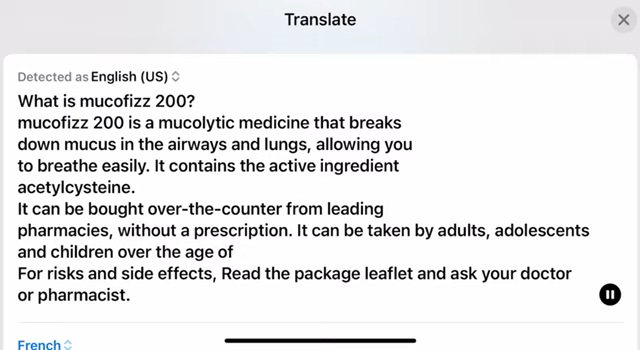 Translate
Detected as English (US)
What is mucofizz 200?
mucofizz 200 is a mucolytic medicine that breaks
down mucus in the airways and lungs, allowing you
to breathe easily. It contains the active ingredient
acetylcysteine.
It can be bought over-the-counter from leading
pharmacies, without a prescription. It can be taken by adults, adolescents
and children over the age of
For risks and side effects, Read the package leaflet and ask your doctor
or pharmacist.
French